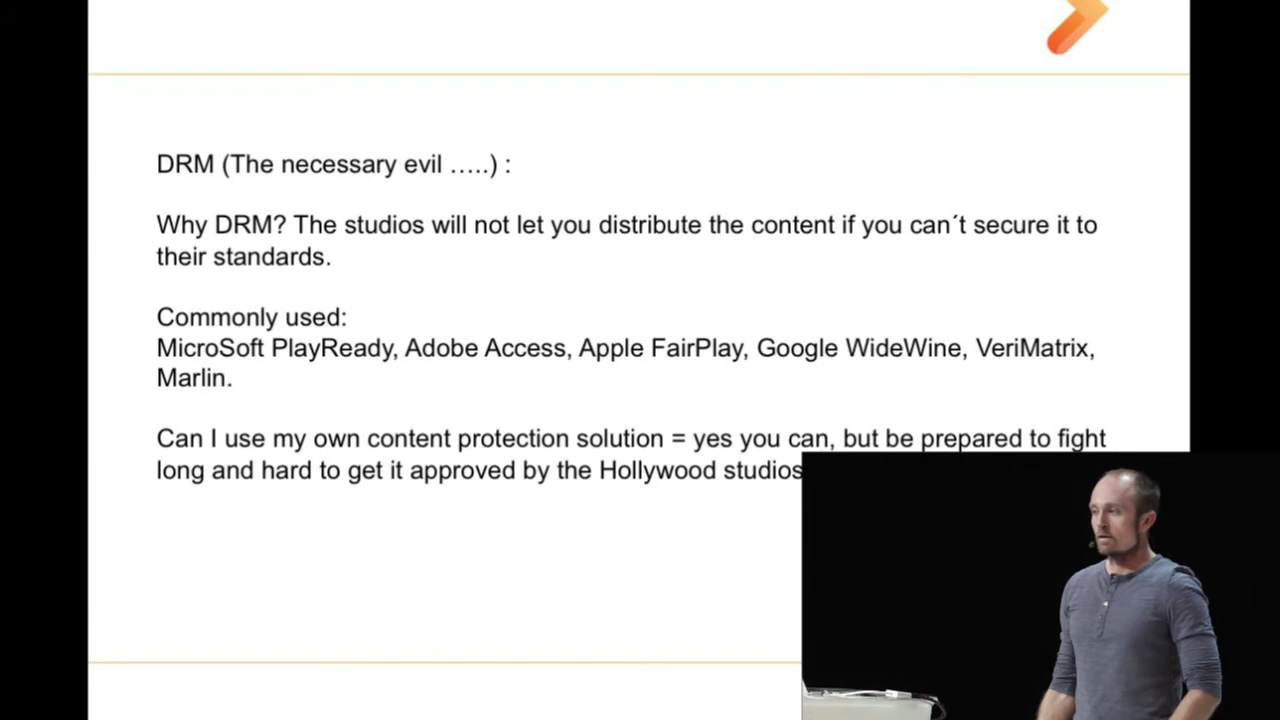 DRM (The necessary evil …..) :
Why DRM? The studios will not let you distribute the content if you can´t secure it to
their standards.
Commonly used:
MicroSoft PlayReady, Adobe Access, Apple FairPlay, Google WideWine, VeriMatrix,
Marlin.
Can I use my own content protection solution = yes you can, but be prepared to fight
long and hard to get it approved by the Hollywood studios